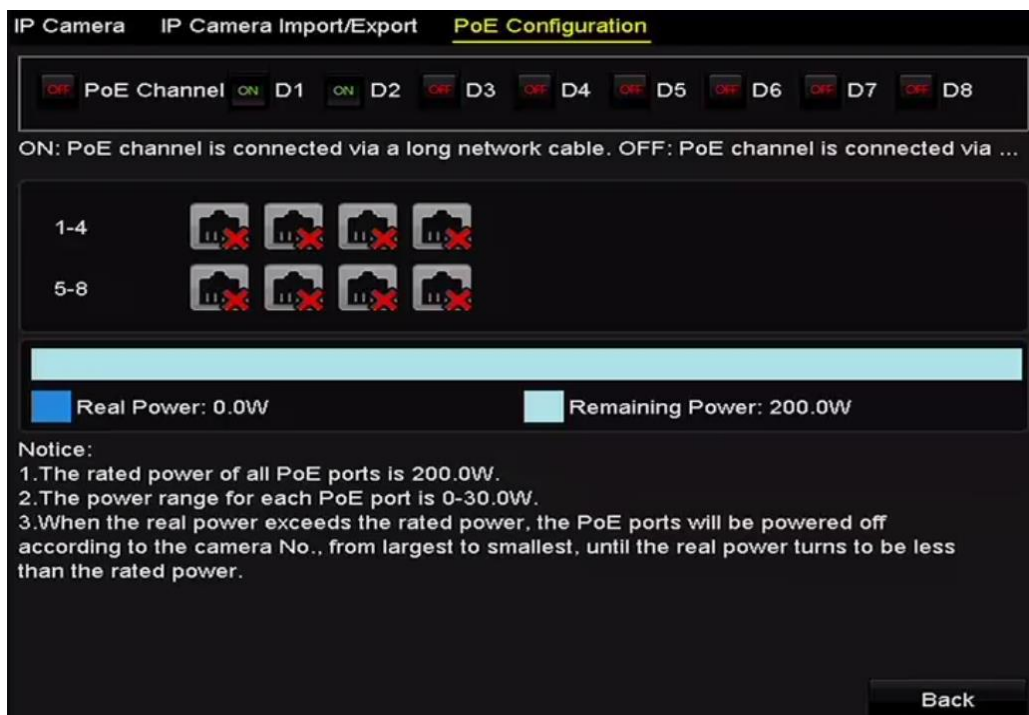 IP Camera IP Camera Import/Export PoE Configuration
OFF PoE Channel ON D1 ON D2 OFF D3 OFF D4 OFF D5 OFF D6 OFF D7 OFF D8
ON: PoE channel is connected via a long network cable. OFF: PoE channel is connected via ...
1-4
5-8
Real Power: 0.0W Remaining Power: 200.0W
Notice:
1.The rated power of all PoE ports is 200.0W.
2.The power range for each PoE port is 0-30.0W.
3.When the real power exceeds the rated power, the PoE ports will be powered off
according to the camera No., from largest to smallest, until the real power turns to be less
than the rated power.
Back